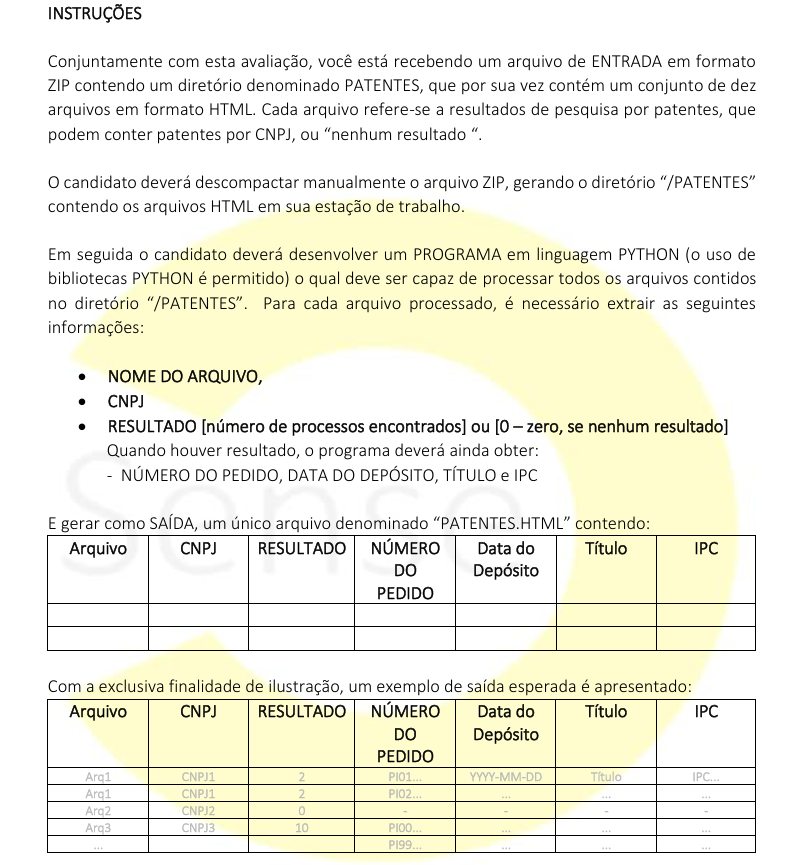 INSTRUÇÕES
Conjuntamente com esta avaliação, você está recebendo um arquivo de ENTRADA em formato
ZIP contendo um diretório denominado PATENTES, que por sua vez contém um conjunto de dez
arquivos em formato HTML. Cada arquivo refere-se a resultados de pesquisa por patentes, que
podem conter patentes por CNPJ, ou “nenhum resultado “.
O candidato deverá descompactar manualmente o arquivo ZIP, gerando o diretório “/PATENTES”
contendo os arquivos HTML em sua estação de trabalho.
Em seguida o candidato deverá desenvolver um PROGRAMA em linguagem PYTHON (o uso de
bibliotecas PYTHON é permitido) o qual deve ser capaz de processar todos os arquivos contidos
no diretório “/PATENTES”. Para cada arquivo processado, é necessário extrair as seguintes
informações:
• NOME DO ARQUIVO,
• CNPJ
• RESULTADO [número de processos encontrados] ou [0 – zero, se nenhum resultado]
Quando houver resultado, o programa deverá ainda obter:
- NÚMERO DO PEDIDO, DATA DO DEPÓSITO, TÍTULO e IPC
Senso
E gerar como SAÍDA, um único arquivo denominado “PATENTES.HTML” contendo:
Arquivo CNPJ RESULTADO NÚMERO Data do Título IPC
DO Depósito
PEDIDO
Com a exclusiva finalidade de ilustração, um exemplo de saída esperada é apresentado:
Arquivo CNPJ RESULTADO NÚMERO Data do Título IPC
DO Depósito
PEDIDO
Arq1 CNPJ1 2 PI01... YYYY-MM-DD Título IPC...
Arq1 CNPJ1 2 PI02... ... ... ...
Arq2 CNPJ2 0 - - - -
Arq3 CNPJ3 10 PI00... ... ... ...
... PI99... ... ... ...